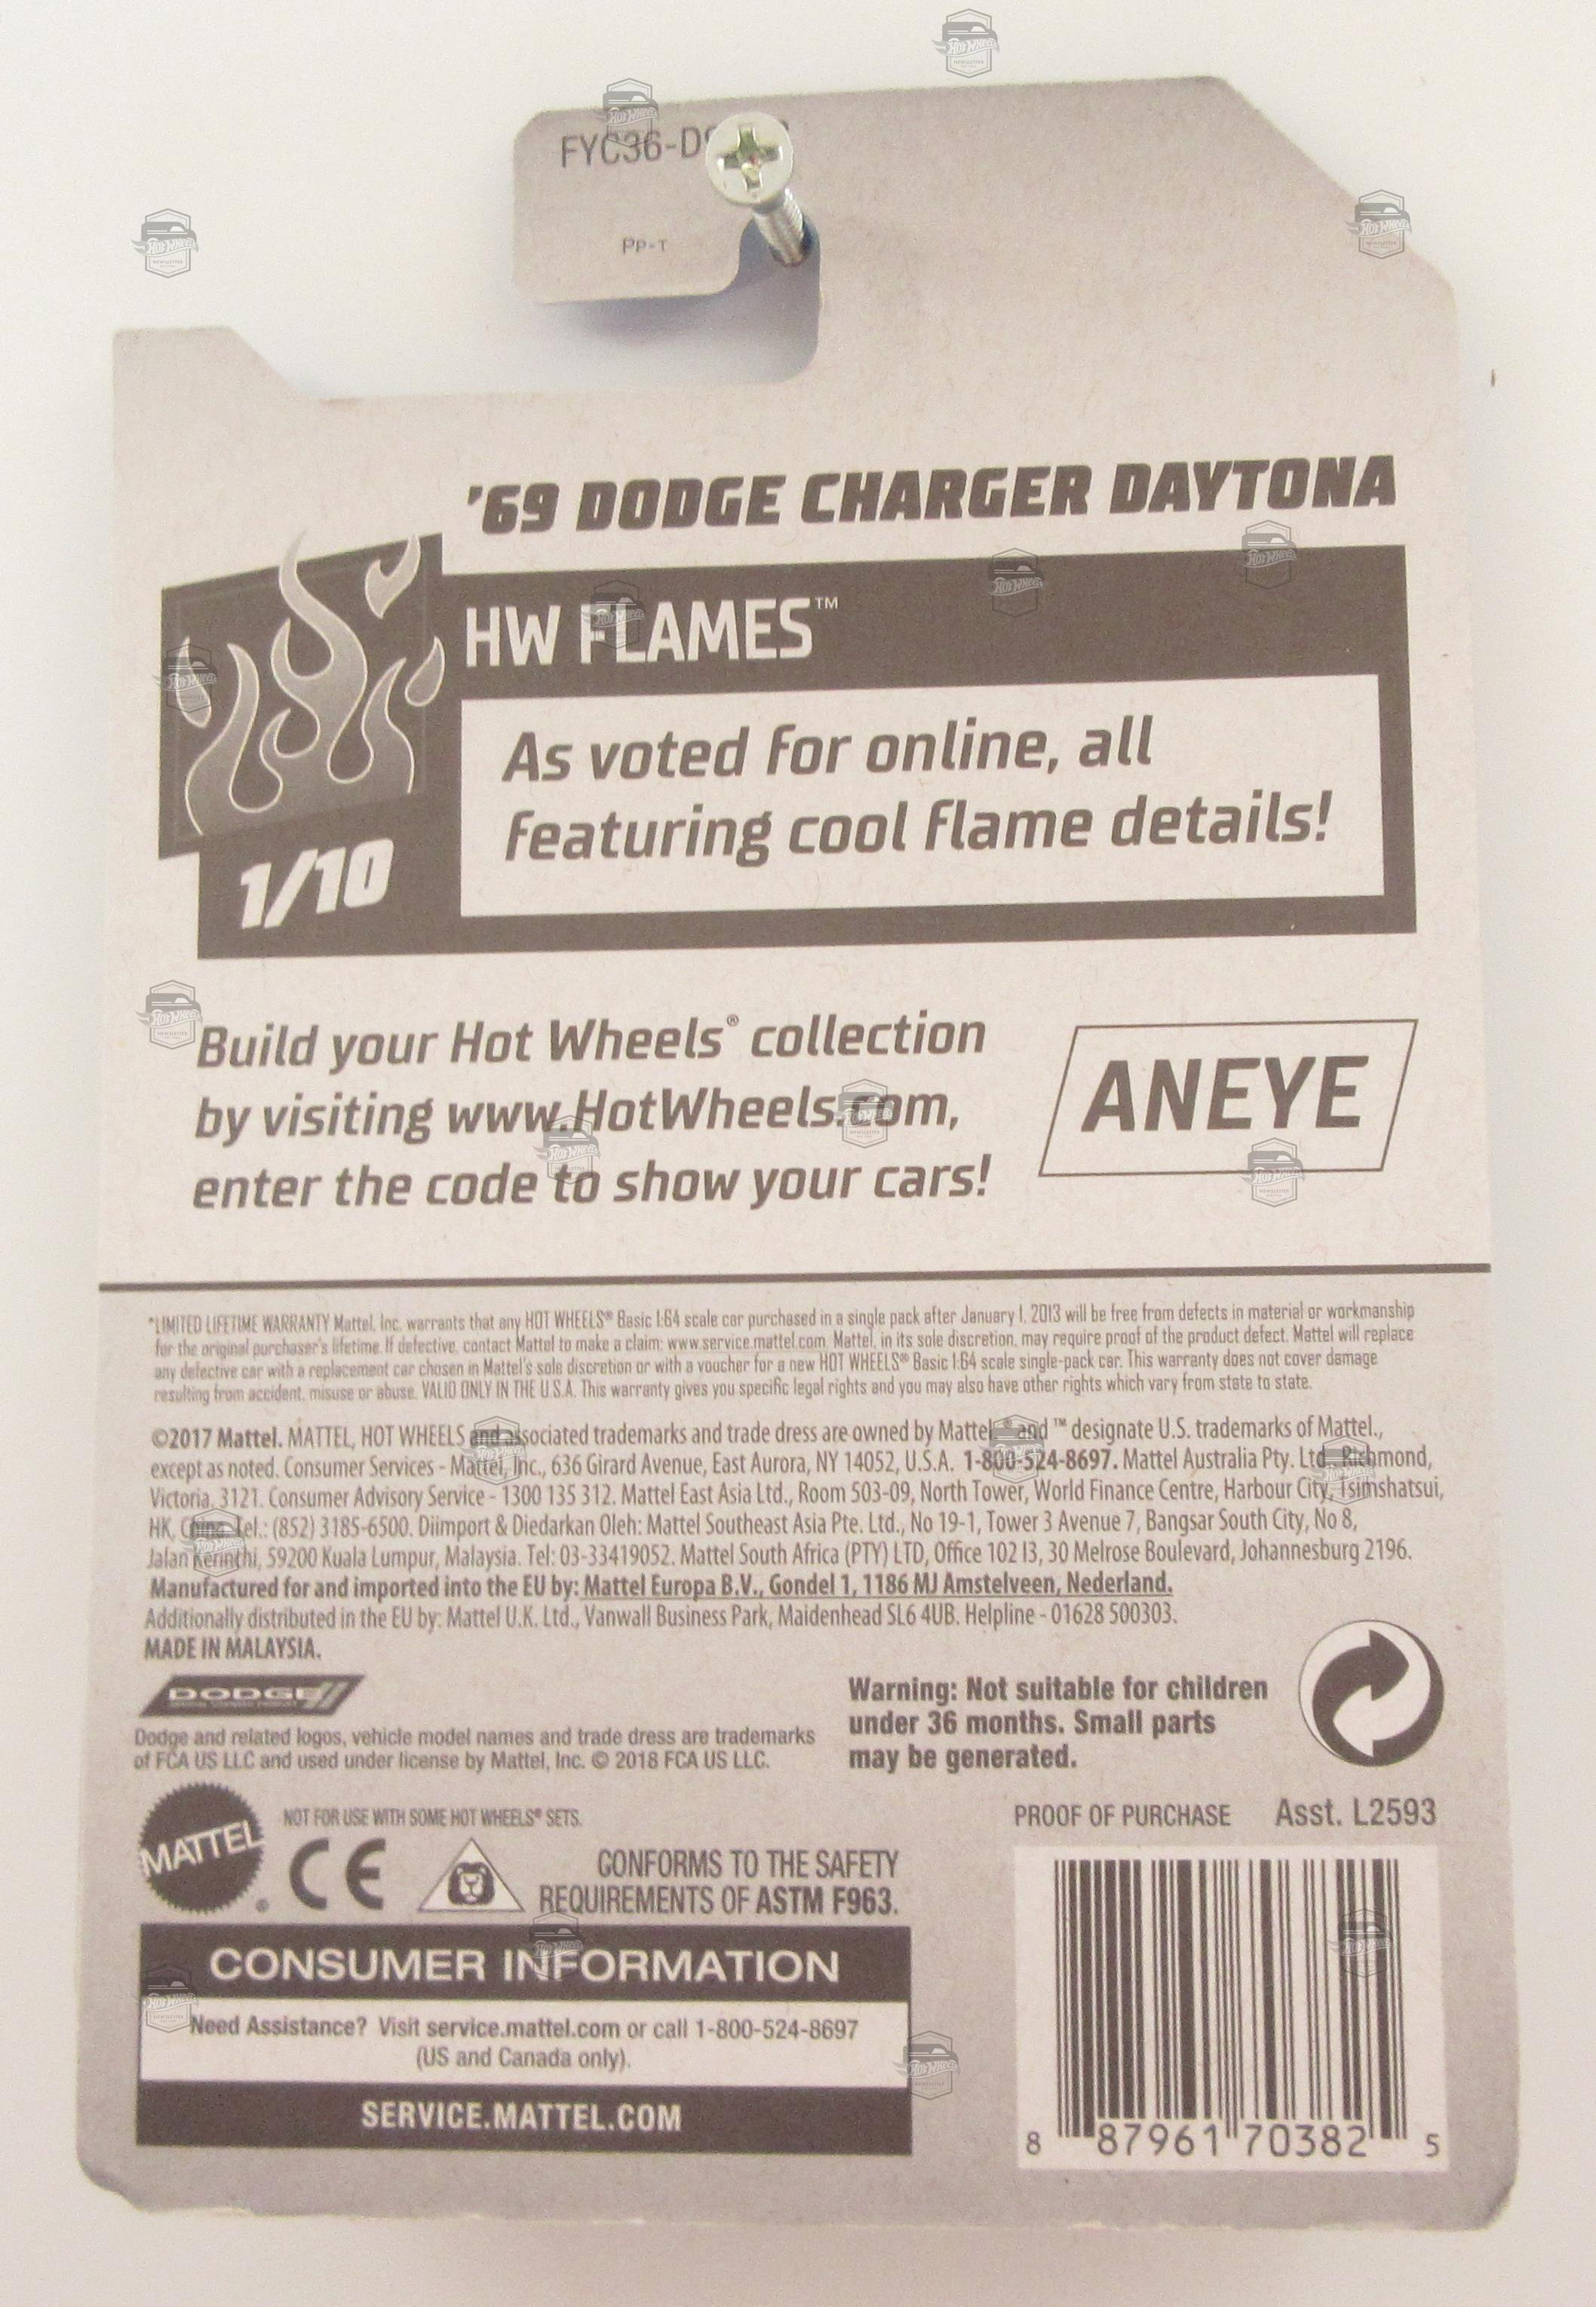 FYC36-D
PP-T
'69 DODGE CHARGER DAYTONA
HW FLAMES™
As voted for online, all
featuring cool flame details!
1/10
Build your Hot Wheels® collection
by visiting www.HotWheels.com,
enter the code to show your cars!
ANEYE
*LIMITED LIFETIME WARRANTY Mattel, Inc. warrants that any HOT WHEELS® Basic 1:64 scale car purchased in a single pack after January 1, 2013 will be free from defects in material or workmanship
for the original purchaser's lifetime. If defective, contact Mattel to make a claim: www.service.mattel.com. Mattel, in its sole discretion, may require proof of the product defect. Mattel will replace
any defective car with a replacement car chosen in Mattel's sole discretion or with a voucher for a new HOT WHEELS® Basic 1:64 scale single-pack car. This warranty does not cover damage
resulting from accident, misuse or abuse. VALID ONLY IN THE U.S.A. This warranty gives you specific legal rights and you may also have other rights which vary from state to state.
©2017 Mattel. MATTEL, HOT WHEELS and associated trademarks and trade dress are owned by Mattel. ® and ™ designate U.S. trademarks of Mattel.,
except as noted. Consumer Services - Mattel, Inc., 636 Girard Avenue, East Aurora, NY 14052, U.S.A. 1-800-524-8697. Mattel Australia Pty. Ltd., Richmond,
Victoria. 3121. Consumer Advisory Service - 1300 135 312. Mattel East Asia Ltd., Room 503-09, North Tower, World Finance Centre, Harbour City, Tsimshatsui,
HK, China. Tel.: (852) 3185-6500. Diimport & Diedarkan Oleh: Mattel Southeast Asia Pte. Ltd., No 19-1, Tower 3 Avenue 7, Bangsar South City, No 8,
Jalan Kerinchi, 59200 Kuala Lumpur, Malaysia. Tel: 03-33419052. Mattel South Africa (PTY) LTD, Office 102 I3, 30 Melrose Boulevard, Johannesburg 2196.
Manufactured for and imported into the EU by: Mattel Europa B.V., Gondel 1, 1186 MJ Amstelveen, Nederland.
Additionally distributed in the EU by: Mattel U.K. Ltd., Vanwall Business Park, Maidenhead SL6 4UB. Helpline - 01628 500303.
MADE IN MALAYSIA.
DODGE
Dodge and related logos, vehicle model names and trade dress are trademarks
of FCA US LLC and used under license by Mattel, Inc. © 2018 FCA US LLC.
Warning: Not suitable for children
under 36 months. Small parts
may be generated.
MATTEL®
NOT FOR USE WITH SOME HOT WHEELS® SETS.
CE
CONFORMS TO THE SAFETY
REQUIREMENTS OF ASTM F963.
PROOF OF PURCHASE Asst. L2593
CONSUMER INFORMATION
Need Assistance? Visit service.mattel.com or call 1-800-524-8697
(US and Canada only).
SERVICE.MATTEL.COM
8 87961 70382 5